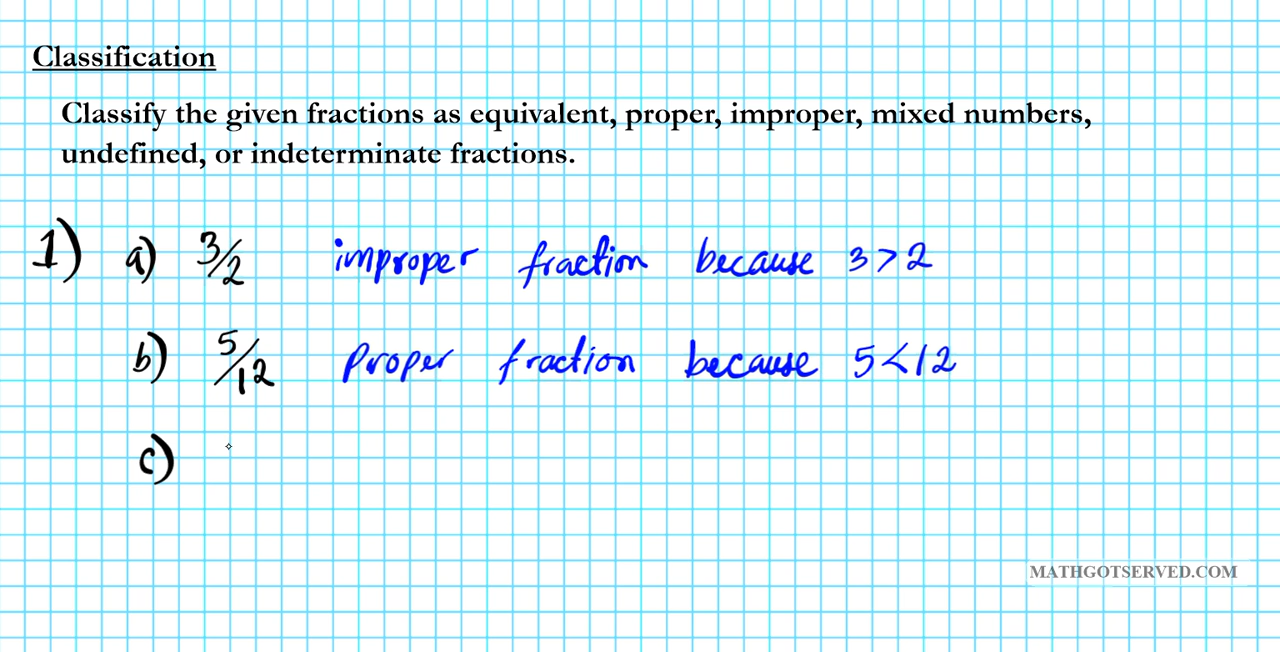 Classification
Classify the given fractions as equivalent, proper, improper, mixed numbers,
undefined, or indeterminate fractions.
1) a) 3/2 improper fraction because 3 > 2
b) 5/12 proper fraction because 5 < 12
c)
MATHGOTSERVED.COM